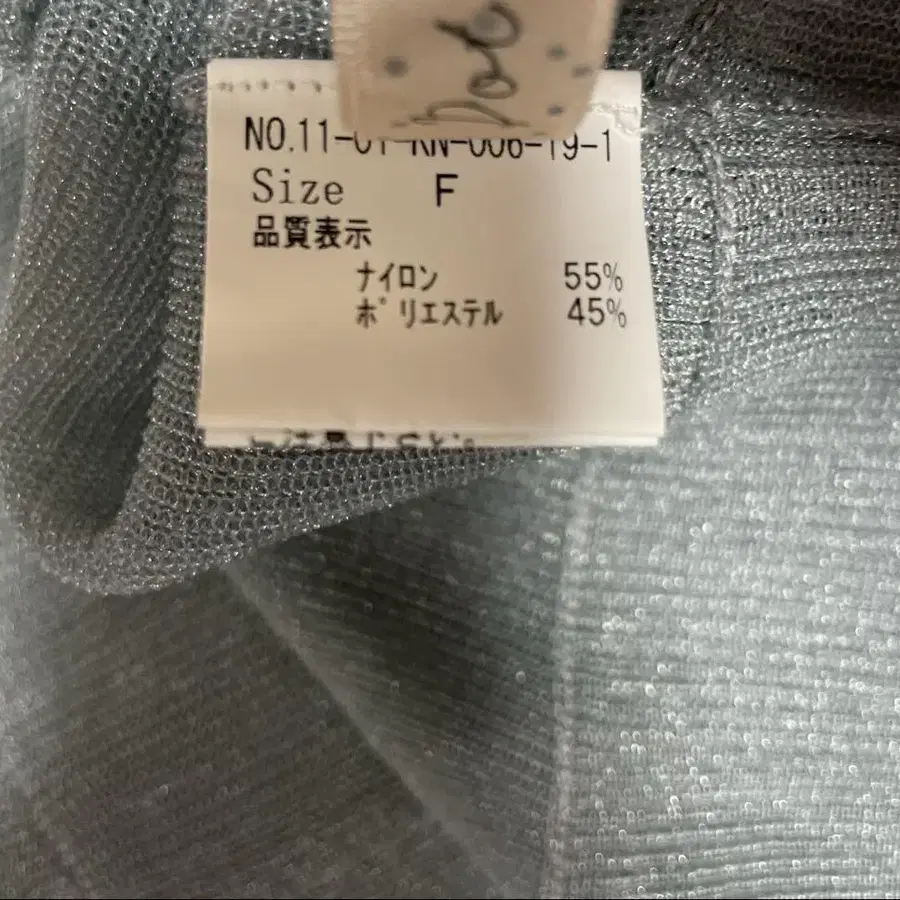 Dot
NO.11-01-KN-006-19-1
Size F
品質表示
ナイロン 55%
ポリエステル 45%